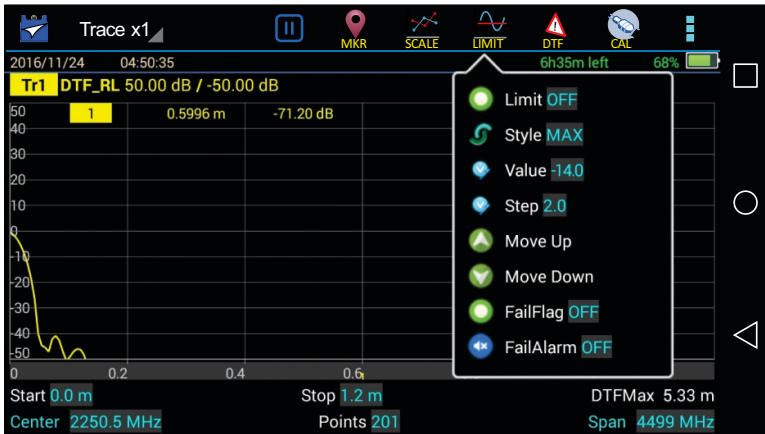 Trace x1
MKR SCALE LIMIT DTF CAL
2016/11/24 04:50:35 6h35m left 68%
Tr1 DTF_RL 50.00 dB / -50.00 dB
50 1 0.5996 m -71.20 dB
40
30
20
10
0
-10
-20
-30
-40
-50
Limit OFF
Style MAX
Value -14.0
Step 2.0
Move Up
Move Down
FailFlag OFF
FailAlarm OFF
0 0.2 0.4 0.6
Start 0.0 m Stop 1.2 m DTFMax 5.33 m
Center 2250.5 MHz Points 201 Span 4499 MHz